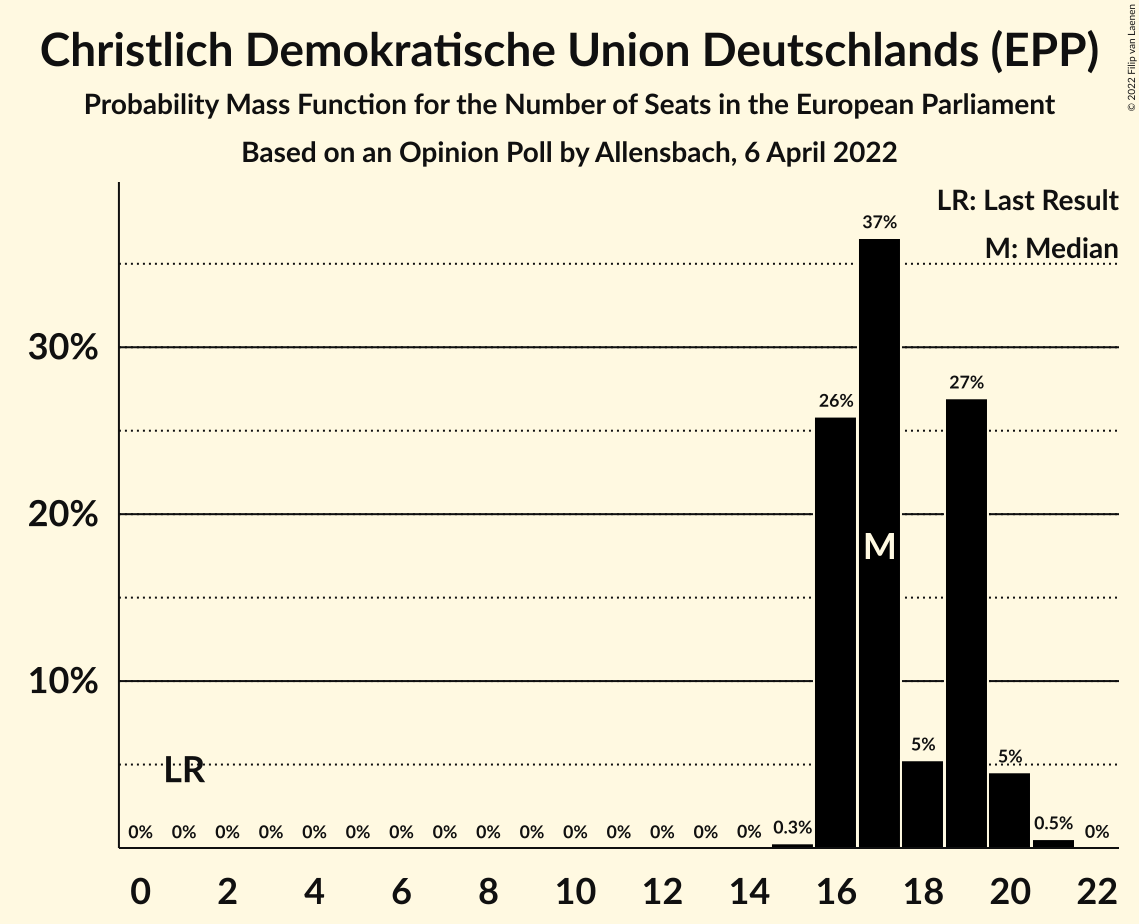 Christlich Demokratische Union Deutschlands (EPP)
Probability Mass Function for the Number of Seats in the European Parliament
Based on an Opinion Poll by Allensbach, 6 April 2022
© 2022 Filip van Laenen
LR: Last Result
M: Median
37%
30%
27%
26%
20%
M
10%
5%
5%
LR
0% 0% 0% 0% 0% 0% 0% 0% 0% 0% 0% 0% 0% 0% 0% 0.3% 0.5% 0%
0 2 4 6 8 10 12 14 16 18 20 22